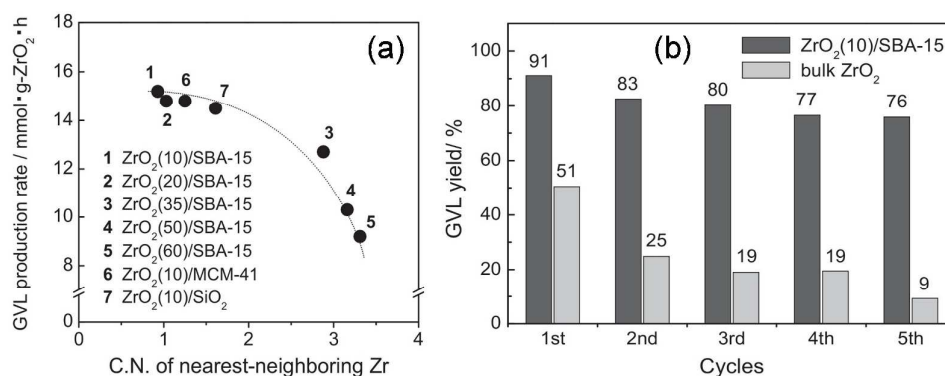 (a)
GVL production rate / mmol·g-ZrO₂·h
18
16
14
12
10
8
0
1
2
6
7
3
4
5
1 ZrO₂(10)/SBA-15
2 ZrO₂(20)/SBA-15
3 ZrO₂(35)/SBA-15
4 ZrO₂(50)/SBA-15
5 ZrO₂(60)/SBA-15
6 ZrO₂(10)/MCM-41
7 ZrO₂(10)/SiO₂
0 1 2 3 4
C.N. of nearest-neighboring Zr
(b)
GVL yield/ %
100
80
60
40
20
0
ZrO₂(10)/SBA-15
bulk ZrO₂
91
51
83
25
80
19
77
19
76
9
1st 2nd 3rd 4th 5th
Cycles